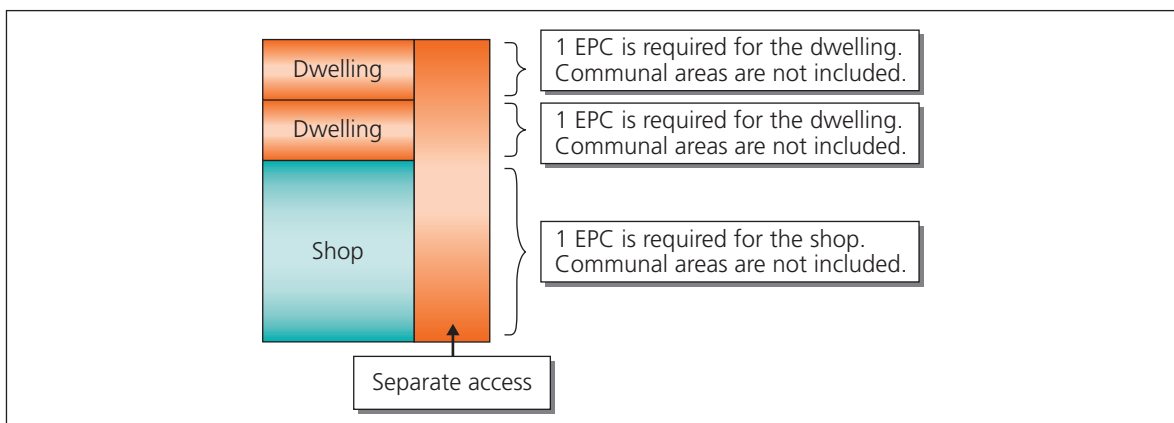 Dwelling
1 EPC is required for the dwelling.
Communal areas are not included.
Dwelling
1 EPC is required for the dwelling.
Communal areas are not included.
Shop
1 EPC is required for the shop.
Communal areas are not included.
Separate access